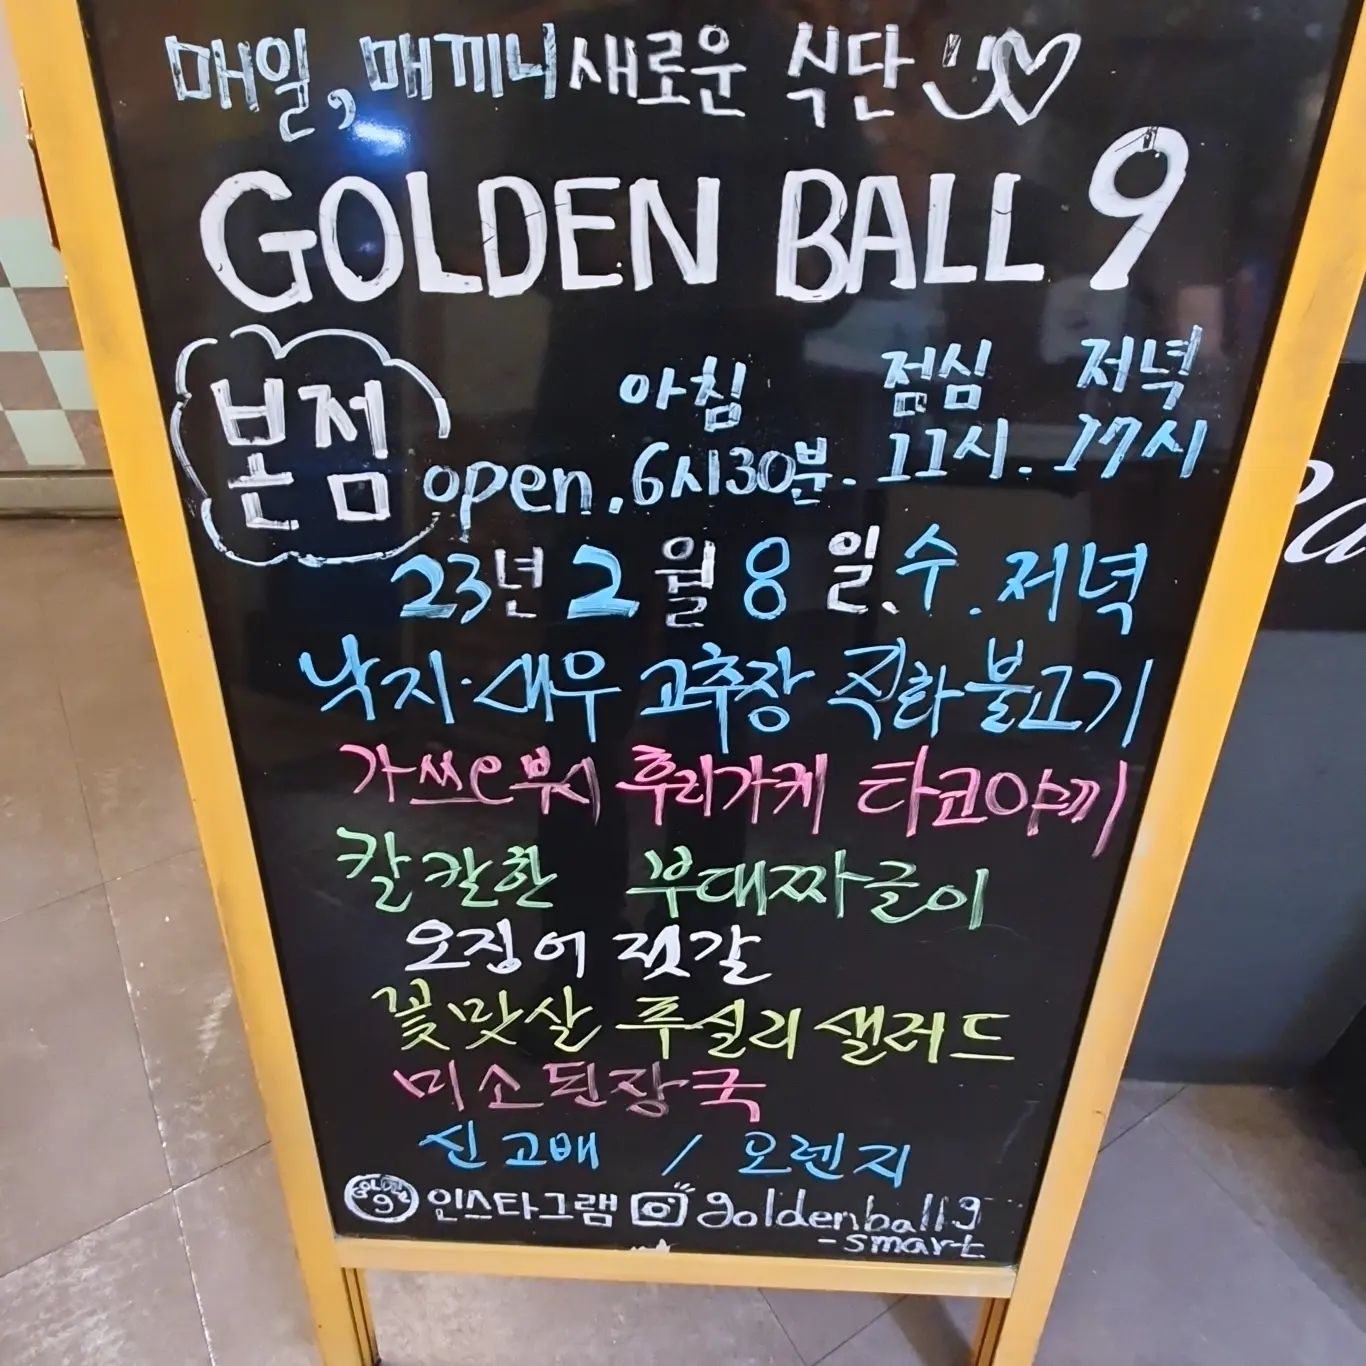 매일, 매끼니 새로운 식단
GOLDEN BALL 9
본점
아침 점심 저녁
open. 6시30분. 11시. 17시
23년 2월 8일. 수. 저녁
낙지·새우 고추장 직화불고기
가쓰오부시 후리가케 타코야끼
칼칼한 부대짜글이
오징어 젓갈
꽃맛살 푸실리 샐러드
미소된장국
신고배 / 오렌지
GOLDEN 9 인스타그램 goldenball9
-smart